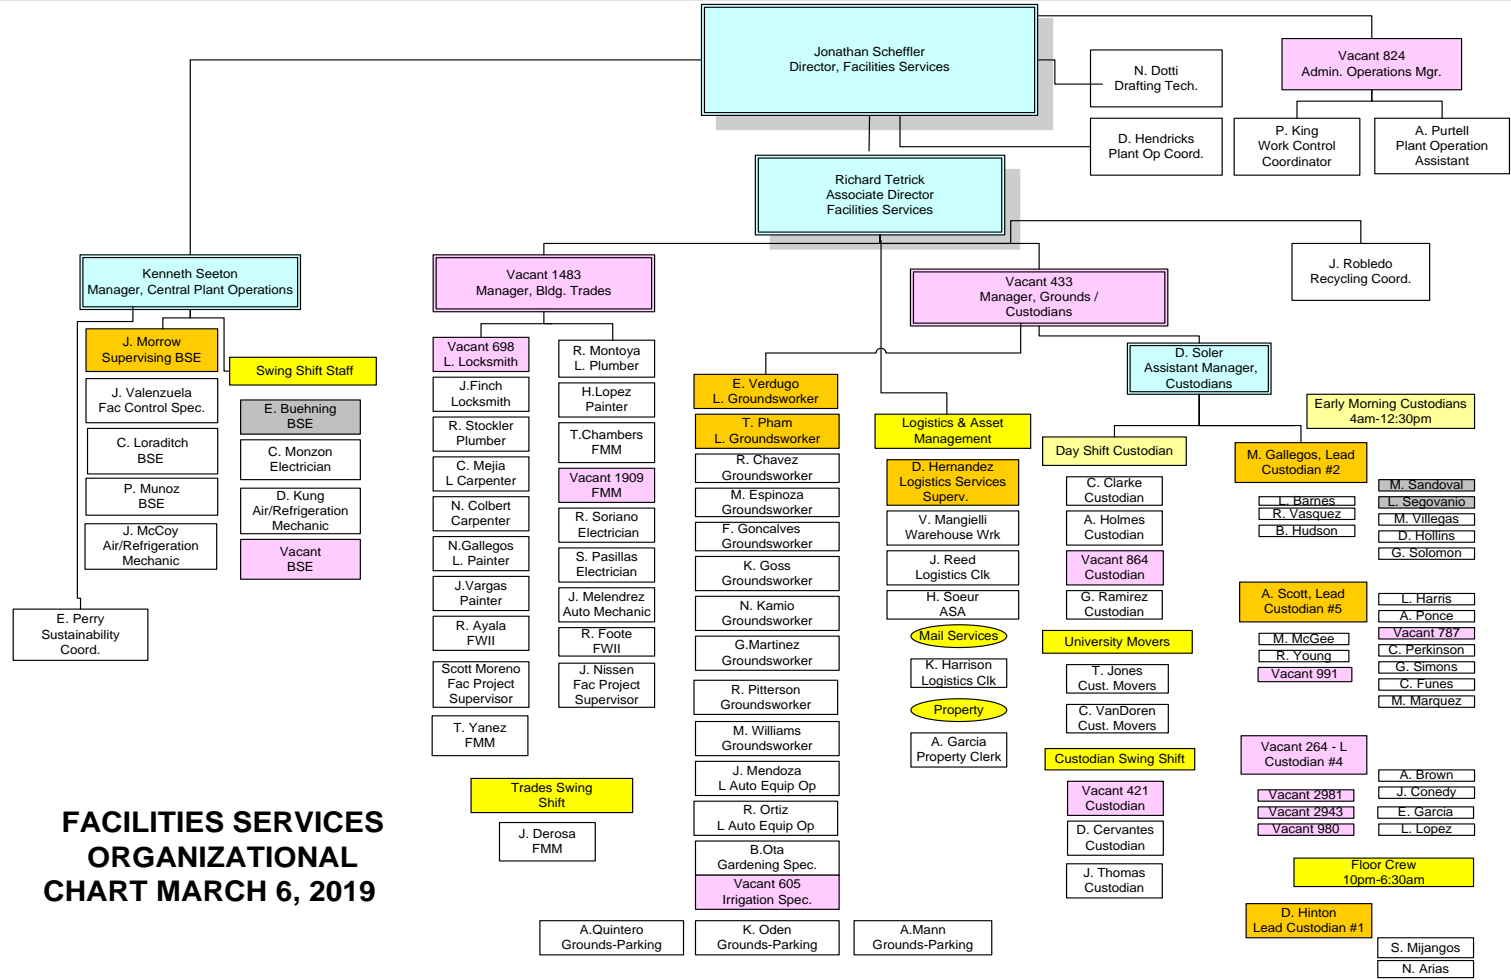 Jonathan Scheffler
Director, Facilities Services
Vacant 824
Admin. Operations Mgr.
N. Dotti
Drafting Tech.
D. Hendricks
Plant Op Coord.
P. King
Work Control
Coordinator
A. Purtell
Plant Operation
Assistant
Richard Tetrick
Associate Director
Facilities Services
J. Robledo
Recycling Coord.
Kenneth Seeton
Manager, Central Plant Operations
J. Morrow
Supervising BSE
J. Valenzuela
Fac Control Spec.
C. Loraditch
BSE
P. Munoz
BSE
J. McCoy
Air/Refrigeration
Mechanic
E. Perry
Sustainability
Coord.
Swing Shift Staff
E. Buehning
BSE
C. Monzon
Electrician
D. Kung
Air/Refrigeration
Mechanic
Vacant
BSE
Vacant 1483
Manager, Bldg. Trades
Vacant 698
L. Locksmith
J.Finch
Locksmith
R. Stockler
Plumber
C. Mejia
L Carpenter
N. Colbert
Carpenter
N.Gallegos
L. Painter
J.Vargas
Painter
R. Ayala
FWII
Scott Moreno
Fac Project
Supervisor
T. Yanez
FMM
R. Montoya
L. Plumber
H.Lopez
Painter
T.Chambers
FMM
Vacant 1909
FMM
R. Soriano
Electrician
S. Pasillas
Electrician
J. Melendrez
Auto Mechanic
R. Foote
FWII
J. Nissen
Fac Project
Supervisor
Trades Swing
Shift
J. Derosa
FMM
Vacant 433
Manager, Grounds /
Custodians
E. Verdugo
L. Groundsworker
T. Pham
L. Groundsworker
R. Chavez
Groundsworker
M. Espinoza
Groundsworker
F. Goncalves
Groundsworker
K. Goss
Groundsworker
N. Kamio
Groundsworker
G.Martinez
Groundsworker
R. Pitterson
Groundsworker
M. Williams
Groundsworker
J. Mendoza
L Auto Equip Op
R. Ortiz
L Auto Equip Op
B.Ota
Gardening Spec.
Vacant 605
Irrigation Spec.
A.Quintero
Grounds-Parking
K. Oden
Grounds-Parking
A.Mann
Grounds-Parking
Logistics & Asset
Management
D. Hernandez
Logistics Services
Superv.
V. Mangielli
Warehouse Wrk
J. Reed
Logistics Clk
H. Soeur
ASA
Mail Services
K. Harrison
Logistics Clk
Property
A. Garcia
Property Clerk
D. Soler
Assistant Manager,
Custodians
Day Shift Custodian
C. Clarke
Custodian
A. Holmes
Custodian
Vacant 864
Custodian
G. Ramirez
Custodian
University Movers
T. Jones
Cust. Movers
C. VanDoren
Cust. Movers
Custodian Swing Shift
Vacant 421
Custodian
D. Cervantes
Custodian
J. Thomas
Custodian
Early Morning Custodians
4am-12:30pm
M. Gallegos, Lead
Custodian #2
L. Barnes
R. Vasquez
B. Hudson
M. Sandoval
L. Segovanio
M. Villegas
D. Hollins
G. Solomon
A. Scott, Lead
Custodian #5
M. McGee
R. Young
Vacant 991
L. Harris
A. Ponce
Vacant 787
C. Perkinson
G. Simons
C. Funes
M. Marquez
Vacant 264 - L
Custodian #4
Vacant 2981
Vacant 2943
Vacant 980
A. Brown
J. Conedy
E. Garcia
L. Lopez
Floor Crew
10pm-6:30am
D. Hinton
Lead Custodian #1
S. Mijangos
N. Arias
FACILITIES SERVICES
ORGANIZATIONAL
CHART MARCH 6, 2019